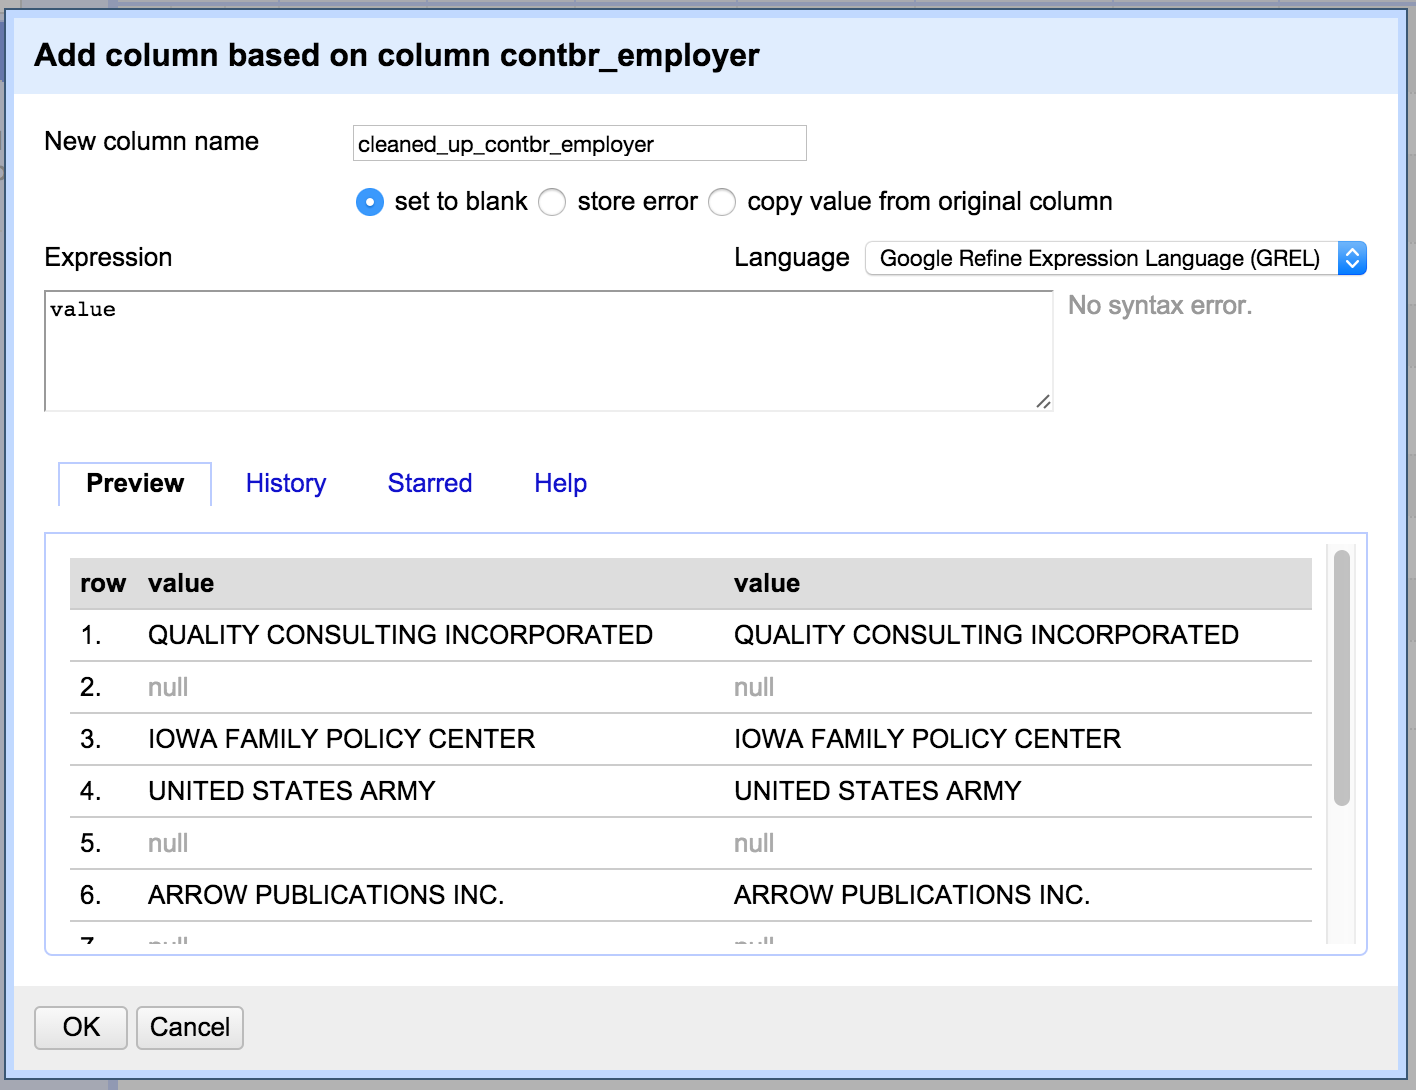 Add column based on column contbr_employer
New column name cleaned_up_contbr_employer
set to blank store error copy value from original column
Expression Language Google Refine Expression Language (GREL)
value No syntax error.
Preview History Starred Help
row value value
1. QUALITY CONSULTING INCORPORATED QUALITY CONSULTING INCORPORATED
2. null null
3. IOWA FAMILY POLICY CENTER IOWA FAMILY POLICY CENTER
4. UNITED STATES ARMY UNITED STATES ARMY
5. null null
6. ARROW PUBLICATIONS INC. ARROW PUBLICATIONS INC.
7. null null
OK Cancel